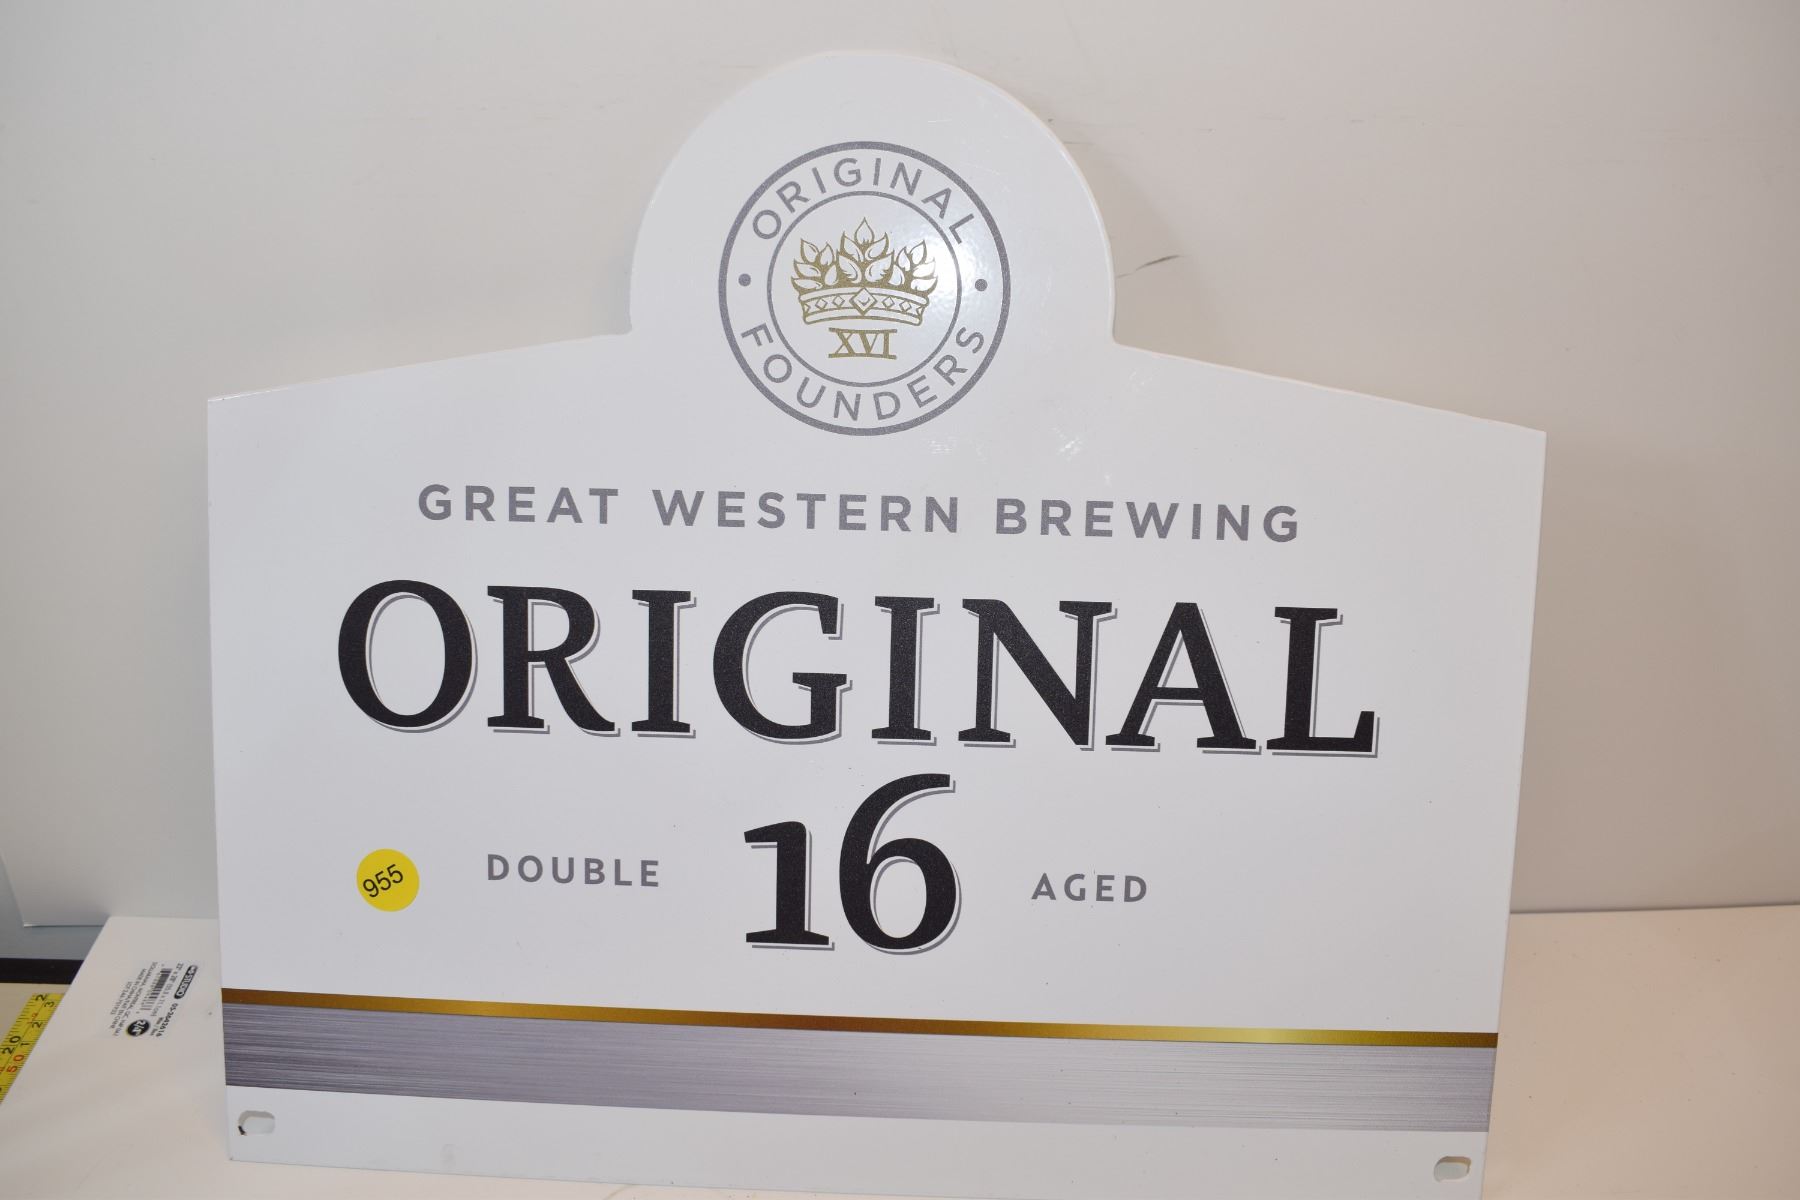 ORIGINAL
XVI
FOUNDERS
GREAT WESTERN BREWING
ORIGINAL
DOUBLE 16 AGED
955